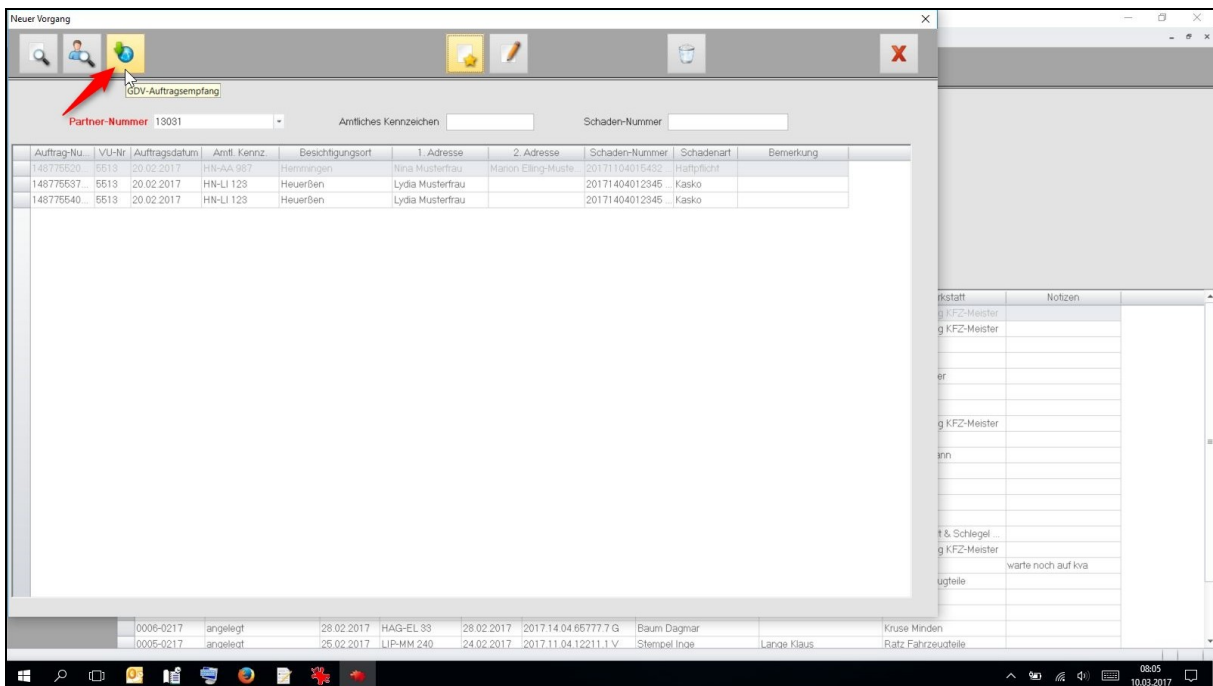 Neuer Vorgang
GDV-Auftragsempfang
Partner-Nummer 13031 Amtliches Kennzeichen Schaden-Nummer
Auftrag-Nu... VU-Nr Auftragsdatum Amtl. Kennz. Besichtigungsort 1. Adresse 2. Adresse Schaden-Nummer Schadenart Bemerkung
148775520... 5513 20.02.2017 HN-AA 987 Hemmingen Nina Musterfrau Marion Elling-Muste... 20171104015432 ... Haftpflicht
148775537... 5513 20.02.2017 HN-LI 123 Heuerßen Lydia Musterfrau 20171404012345 ... Kasko
148775540... 5513 20.02.2017 HN-LI 123 Heuerßen Lydia Musterfrau 20171404012345 ... Kasko
rkstatt Notizen
g KFZ-Meister
g KFZ-Meister
er
g KFZ-Meister
ann
t & Schlegel ...
g KFZ-Meister
warte noch auf kva
ugteile
0006-0217 angelegt 28.02.2017 HAG-EL 33 28.02.2017 2017.14.04.65777.7 G Baum Dagmar Kruse Minden
0005-0217 angelegt 25.02.2017 LIP-MM 240 24.02.2017 2017.11.04.12211.1 V Stempel Inge Lange Klaus Ratz Fahrzeugteile
08:05
10.03.2017